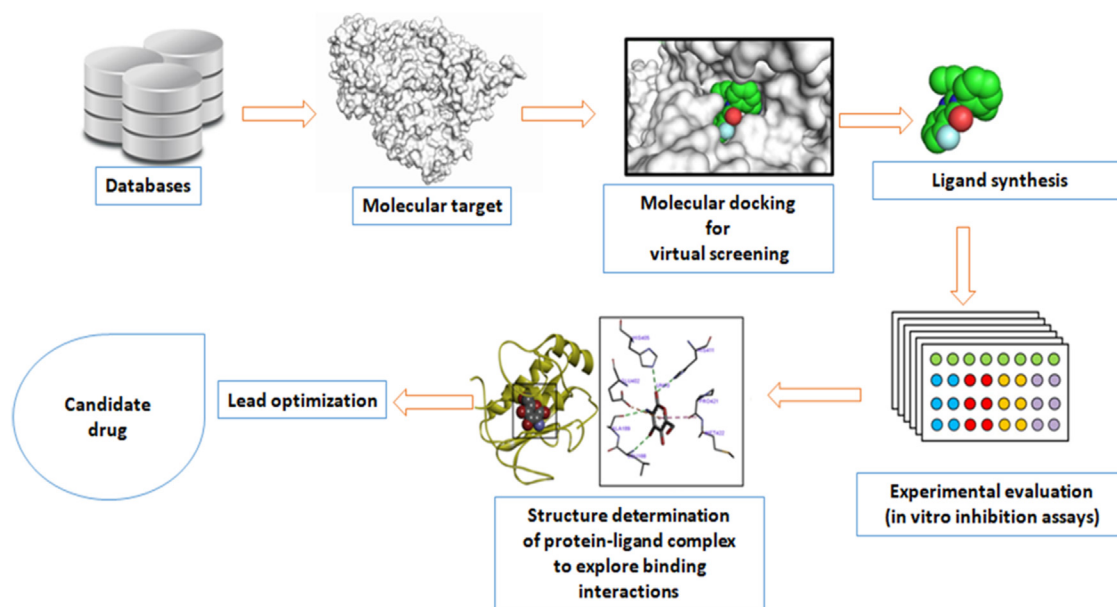 Databases
Molecular target
Molecular docking
for
virtual screening
Ligand synthesis
Experimental evaluation
(in vitro inhibition assays)
Structure determination
of protein-ligand complex
to explore binding
interactions
Lead optimization
Candidate
drug